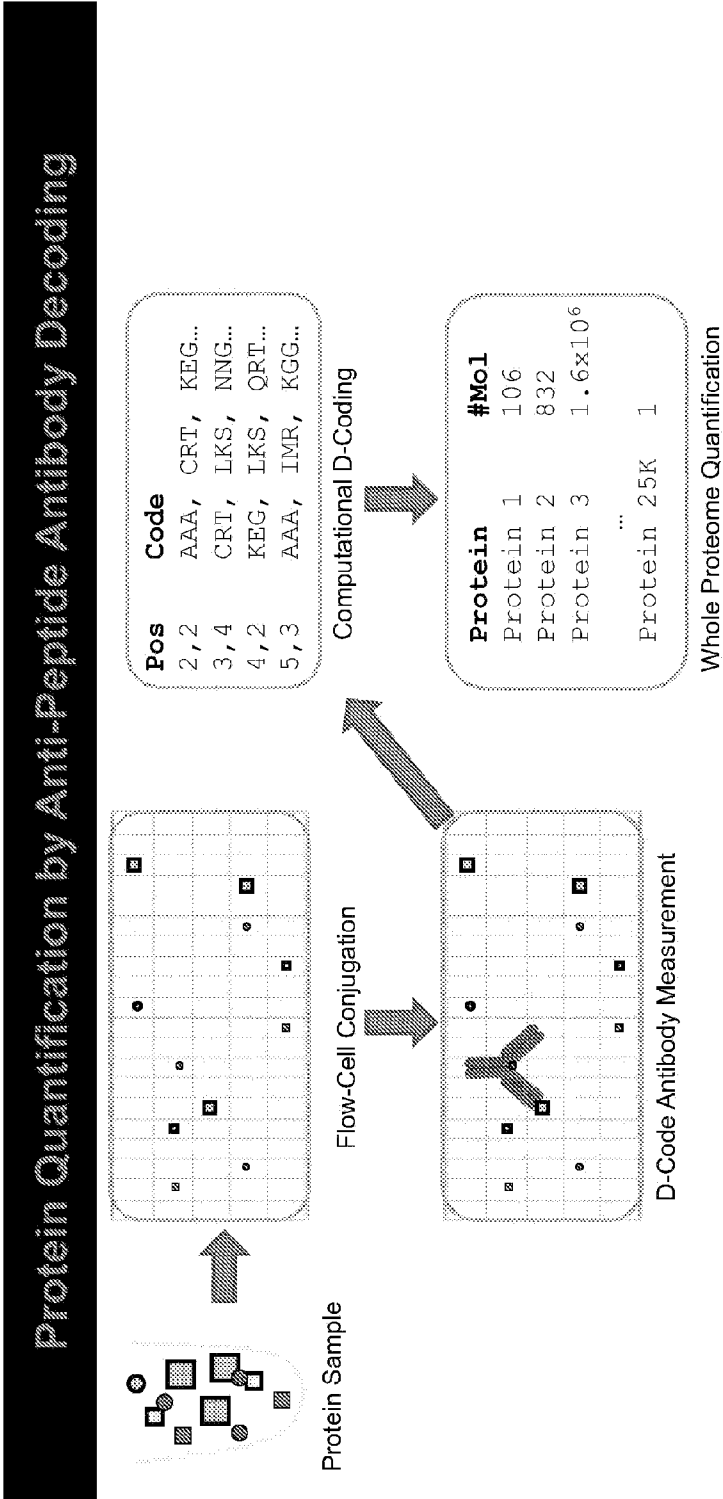 Protein Quantification by Anti-Peptide Antibody Decoding
Protein Sample
Flow-Cell Conjugation
D-Code Antibody Measurement
Pos Code
2,2 AAA, CRT, KEG…
3,4 CRT, LKS, NNG…
4,2 KEG, LKS, QRT…
5,3 AAA, IMR, KGG…
Computational D-Coding
Protein #Mol
Protein 1 106
Protein 2 832
Protein 3 1.6x10⁶
…
Protein 25K 1
Whole Proteome Quantification